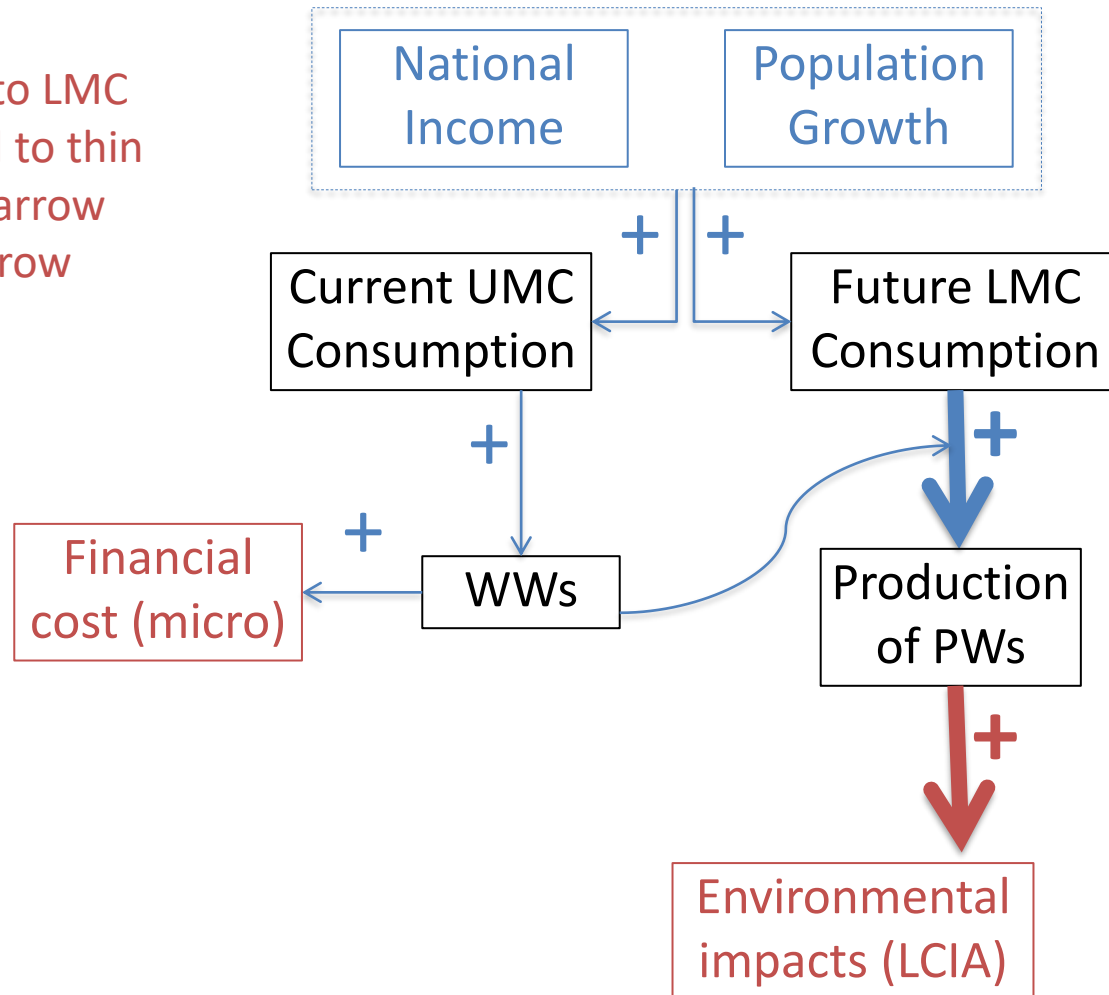 to LMC
to thin
arrow
row
National
Income
Population
Growth
+
+
Current UMC
Consumption
Future LMC
Consumption
+
+
+
Financial
cost (micro)
WWs
Production
of PWs
+
Environmental
impacts (LCIA)